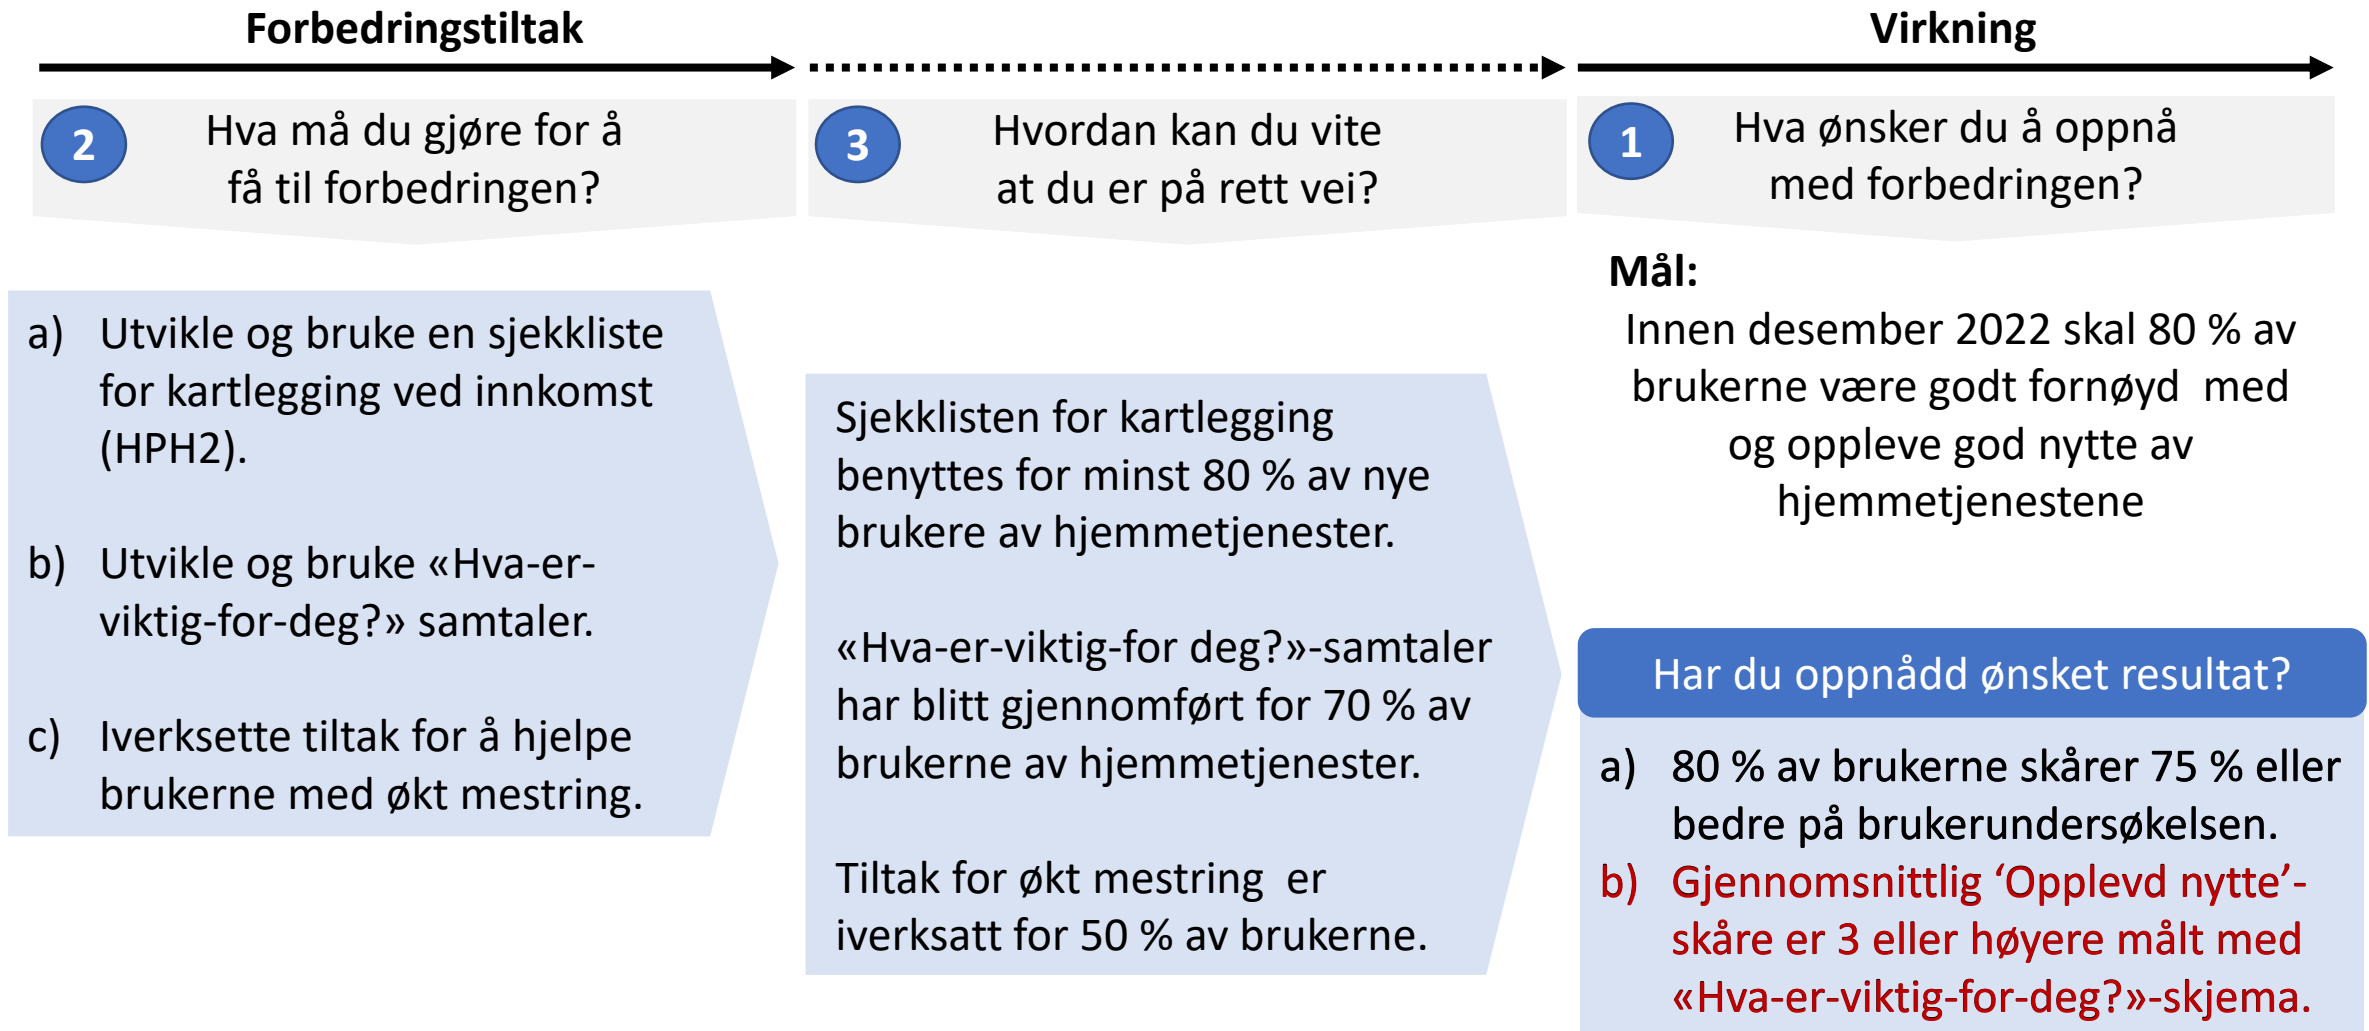 Forbedringstiltak
Virkning
2
Hva må du gjøre for å
få til forbedringen?
3
Hvordan kan du vite
at du er på rett vei?
1
Hva ønsker du å oppnå
med forbedringen?
a) Utvikle og bruke en sjekkliste
for kartlegging ved innkomst
(HPH2).
b) Utvikle og bruke «Hva-er-
viktig-for-deg?» samtaler.
c) Iverksette tiltak for å hjelpe
brukerne med økt mestring.
Sjekklisten for kartlegging
benyttes for minst 80 % av nye
brukere av hjemmetjenester.
«Hva-er-viktig-for deg?»-samtaler
har blitt gjennomført for 70 % av
brukerne av hjemmetjenester.
Tiltak for økt mestring er
iverksatt for 50 % av brukerne.
Mål:
Innen desember 2022 skal 80 % av
brukerne være godt fornøyd med
og oppleve god nytte av
hjemmetjenestene
Har du oppnådd ønsket resultat?
a) 80 % av brukerne skårer 75 % eller
bedre på brukerundersøkelsen.
b) Gjennomsnittlig ‘Opplevd nytte’-
skåre er 3 eller høyere målt med
«Hva-er-viktig-for-deg?»-skjema.